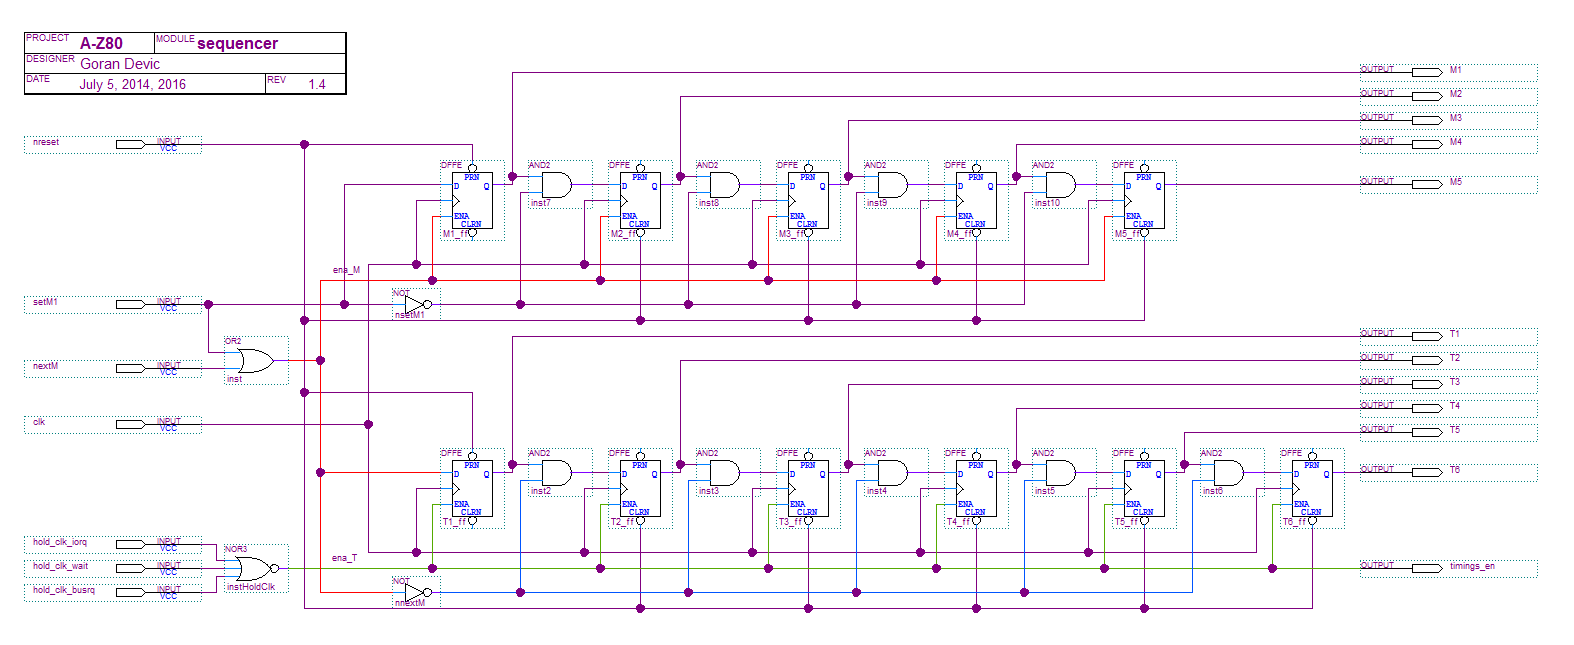 PROJECT A-Z80 MODULE sequencer
DESIGNER Goran Devic
DATE July 5, 2014, 2016 REV 1.4
OUTPUT M1
OUTPUT M2
OUTPUT M3
nreset INPUT VCC OUTPUT M4
DFFE AND2 DFFE AND2 DFFE AND2 DFFE AND2 DFFE
PRN PRN PRN PRN PRN
D Q D Q D Q D Q D Q OUTPUT M5
inst7 inst8 inst9 inst10
ENA ENA ENA ENA ENA
CLRN CLRN CLRN CLRN CLRN
M1_ff M2_ff M3_ff M4_ff M5_ff
ena_M
NOT
setM1 INPUT VCC
nsetM1
OUTPUT T1
OR2
OUTPUT T2
nextM INPUT VCC
inst
OUTPUT T3
OUTPUT T4
clk INPUT VCC
OUTPUT T5
DFFE AND2 DFFE AND2 DFFE AND2 DFFE AND2 DFFE AND2 DFFE
PRN PRN PRN PRN PRN PRN
D Q D Q D Q D Q D Q D Q OUTPUT T6
inst2 inst3 inst4 inst5 inst6
ENA ENA ENA ENA ENA ENA
CLRN CLRN CLRN CLRN CLRN CLRN
T1_ff T2_ff T3_ff T4_ff T5_ff T6_ff
hold_clk_iorq INPUT VCC
NOR3
ena_T
hold_clk_wait INPUT VCC OUTPUT timings_en
NOT
instHoldClk
hold_clk_busrq INPUT VCC
nnextM